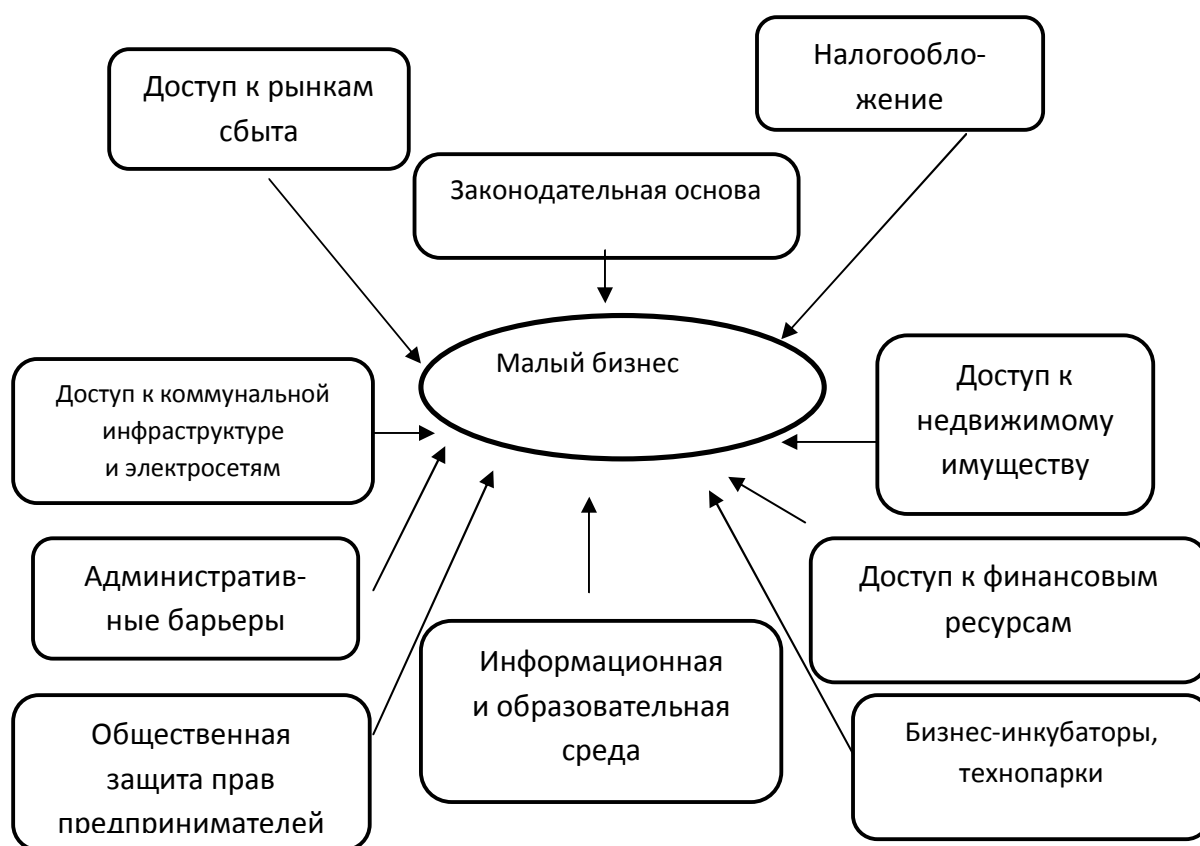 Доступ к рынкам
сбыта
Налогообло-
жение
Законодательная основа
Малый бизнес
Доступ к коммунальной
инфраструктуре
и электросетям
Доступ к
недвижимому
имуществу
Административ-
ные барьеры
Доступ к финансовым
ресурсам
Информационная
и образовательная
среда
Общественная
защита прав
предпринимателей
Бизнес-инкубаторы,
технопарки